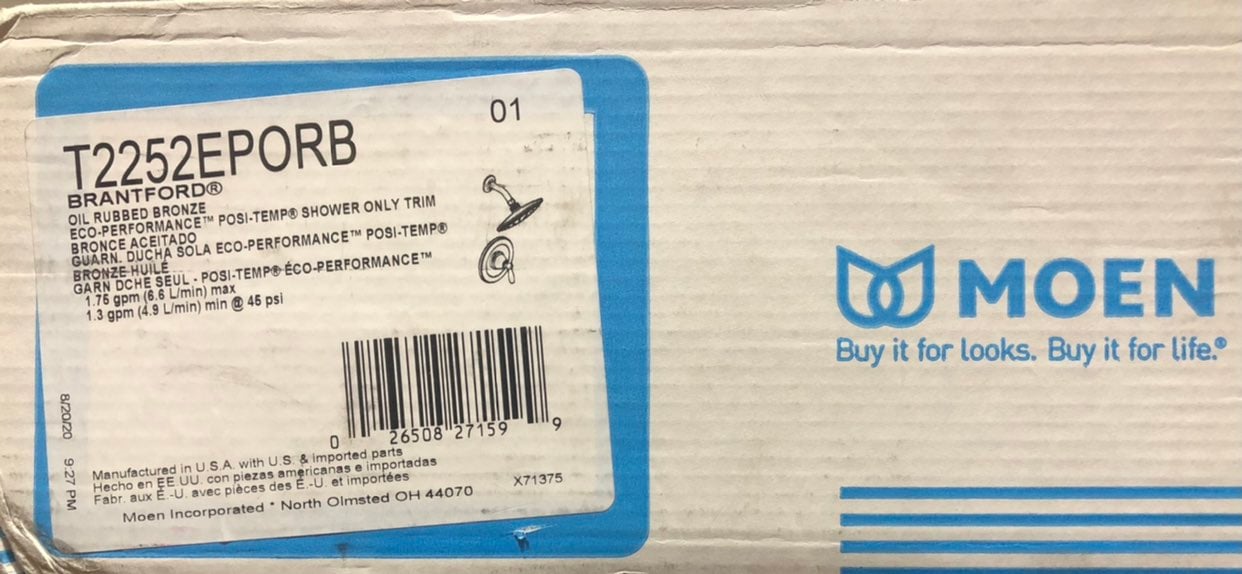 01
T2252EPORB
BRANTFORD®
OIL RUBBED BRONZE
ECO-PERFORMANCE™ POSI-TEMP® SHOWER ONLY TRIM
BRONCE ACEITADO
GUARN. DUCHA SOLA ECO-PERFORMANCE™ POSI-TEMP®
BRONZE HUILÉ
GARN DCHE SEUL - POSI-TEMP® ÉCO-PERFORMANCE™
1.75 gpm (6.6 L/min) max
1.3 gpm (4.9 L/min) min @ 45 psi
0 26508 27159 9
8/20/20 9:27 PM
Manufactured in U.S.A. with U.S. & imported parts
Hecho en EE.UU. con piezas americanas e importadas
Fabr. aux É.-U. avec pièces des É.-U. et importées
X71375
Moen Incorporated * North Olmsted OH 44070
MOEN
Buy it for looks. Buy it for life.®